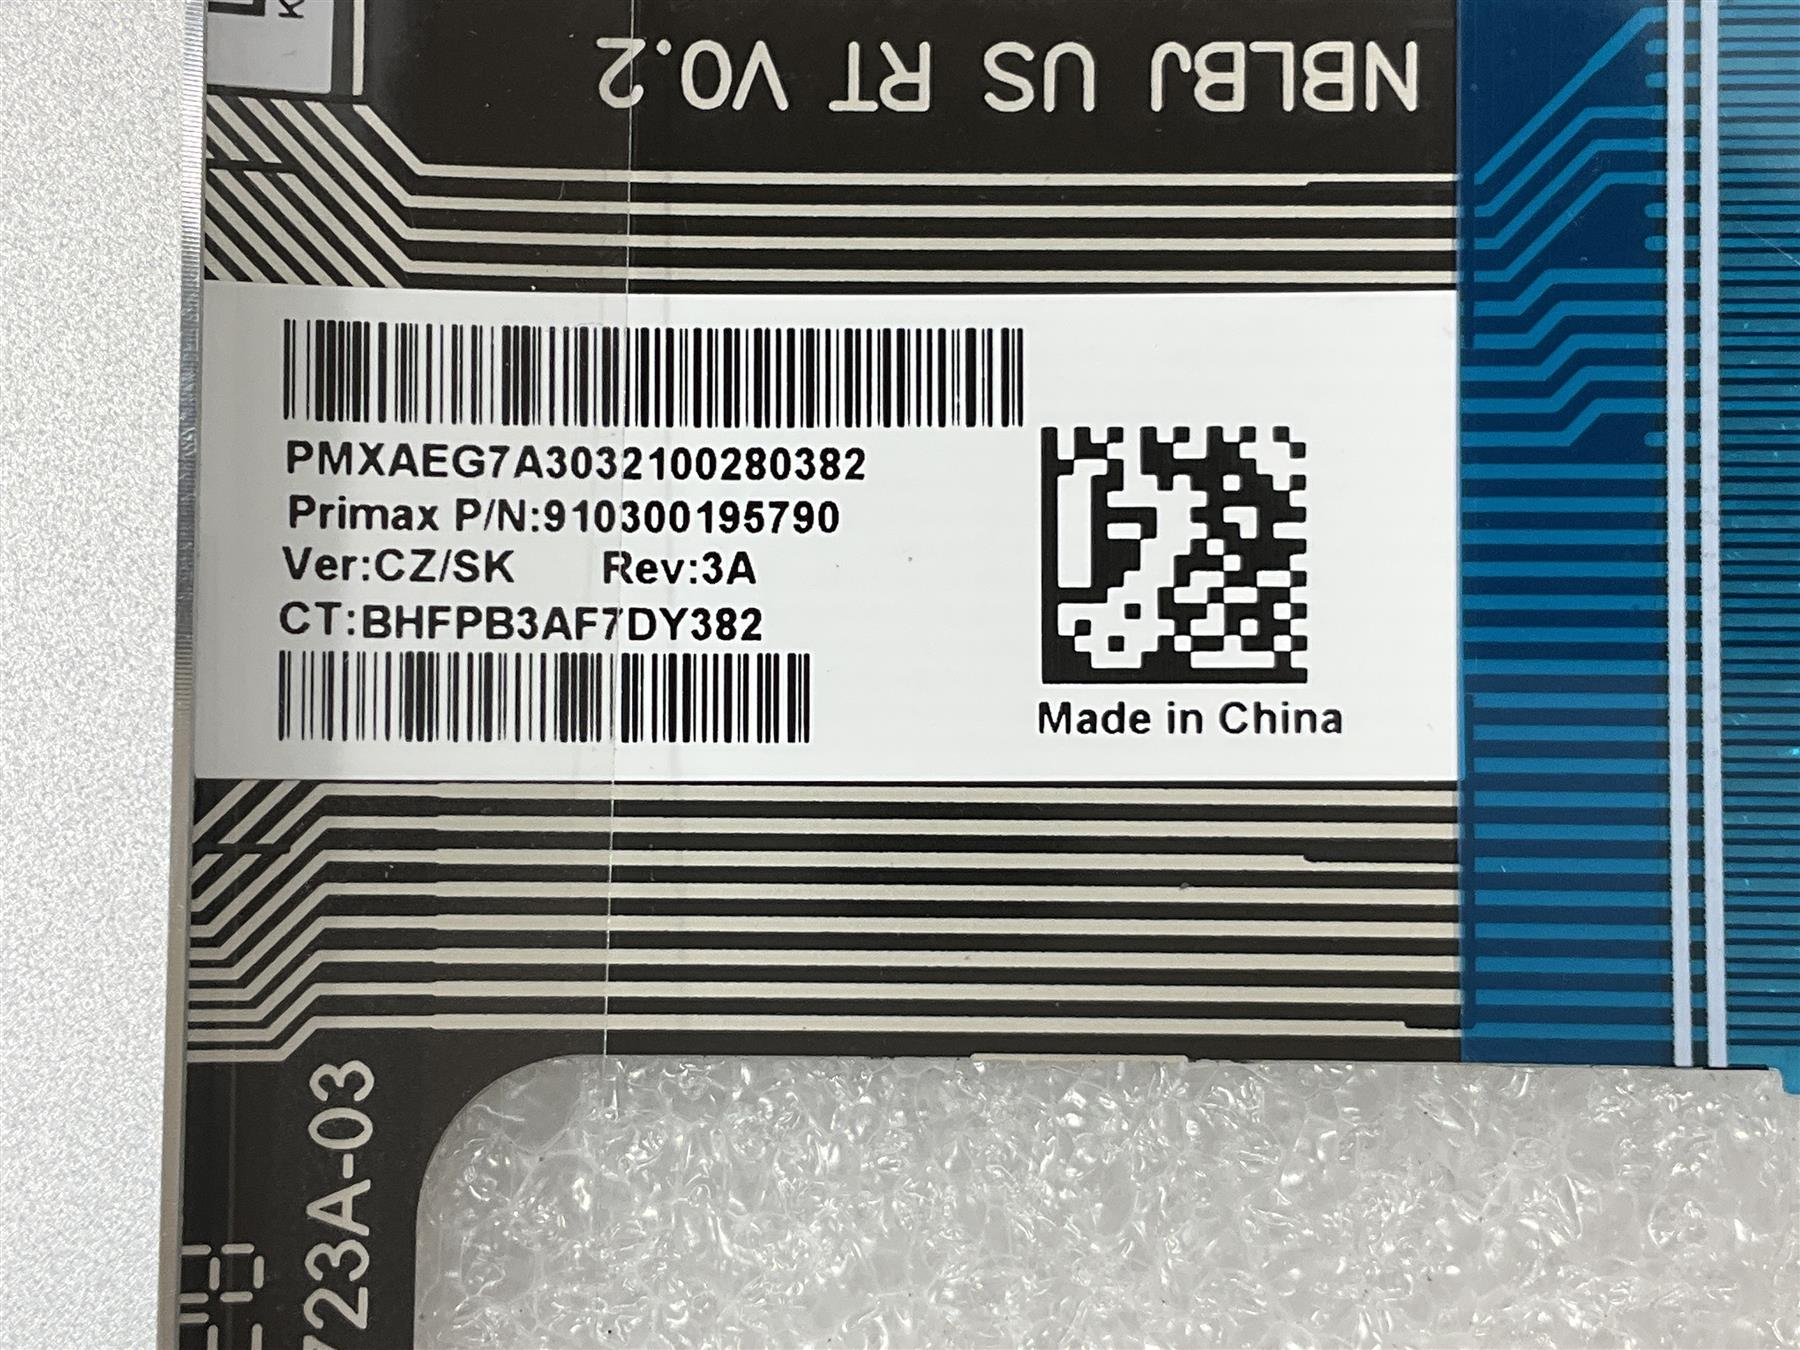 NBLBJ US RT V0.2
PMXAEG7A3032100280382
Primax P/N:910300195790
Ver:CZ/SK Rev:3A
CT:BHFPB3AF7DY382
Made in China
723A-03